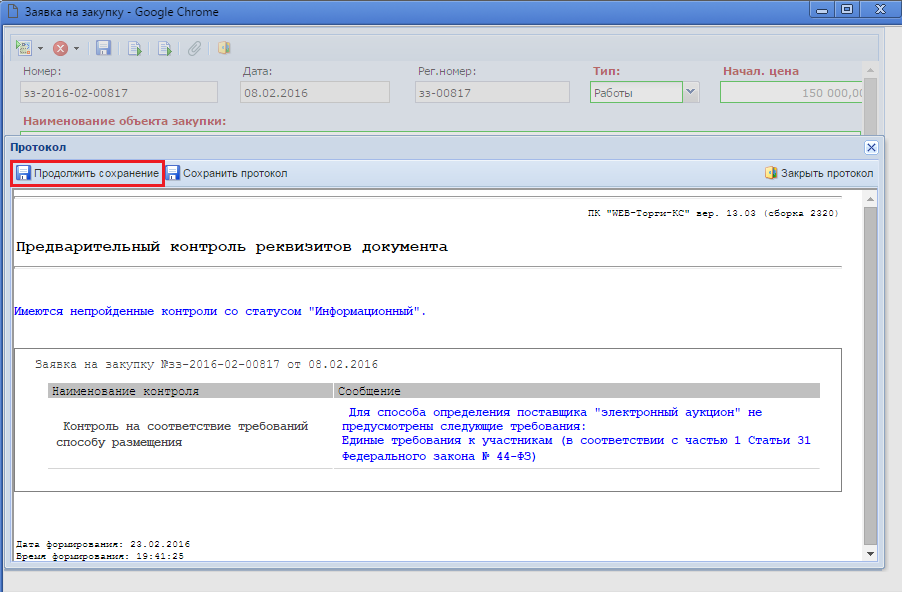 Заявка на закупку - Google Chrome
Номер: Дата: Рег.номер: Тип: Начал. цена
зз-2016-02-00817 08.02.2016 зз-00817 Работы 150 000,00
Наименование объекта закупки:
Протокол
Продолжить сохранение Сохранить протокол Закрыть протокол
ПК "WEB-Торги-КС" вер. 13.03 (сборка 2320)
Предварительный контроль реквизитов документа
Имеются непройденные контроли со статусом "Информационный".
Заявка на закупку №зз-2016-02-00817 от 08.02.2016
Наименование контроля Сообщение
Контроль на соответствие требований
способу размещения
Для способа определения поставщика "электронный аукцион" не
предусмотрены следующие требования:
Единые требования к участникам (в соответствии с частью 1 Статьи 31
Федерального закона № 44-ФЗ)
Дата формирования: 23.02.2016
Время формирования: 19:41:25